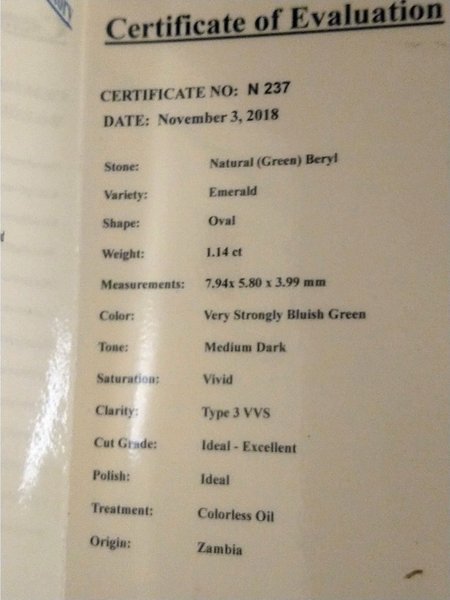 Certificate of Evaluation
CERTIFICATE NO: N 237
DATE: November 3, 2018
Stone: Natural (Green) Beryl
Variety: Emerald
Shape: Oval
Weight: 1.14 ct
Measurements: 7.94x 5.80 x 3.99 mm
Color: Very Strongly Bluish Green
Tone: Medium Dark
Saturation: Vivid
Clarity: Type 3 VVS
Cut Grade: Ideal - Excellent
Polish: Ideal
Treatment: Colorless Oil
Origin: Zambia